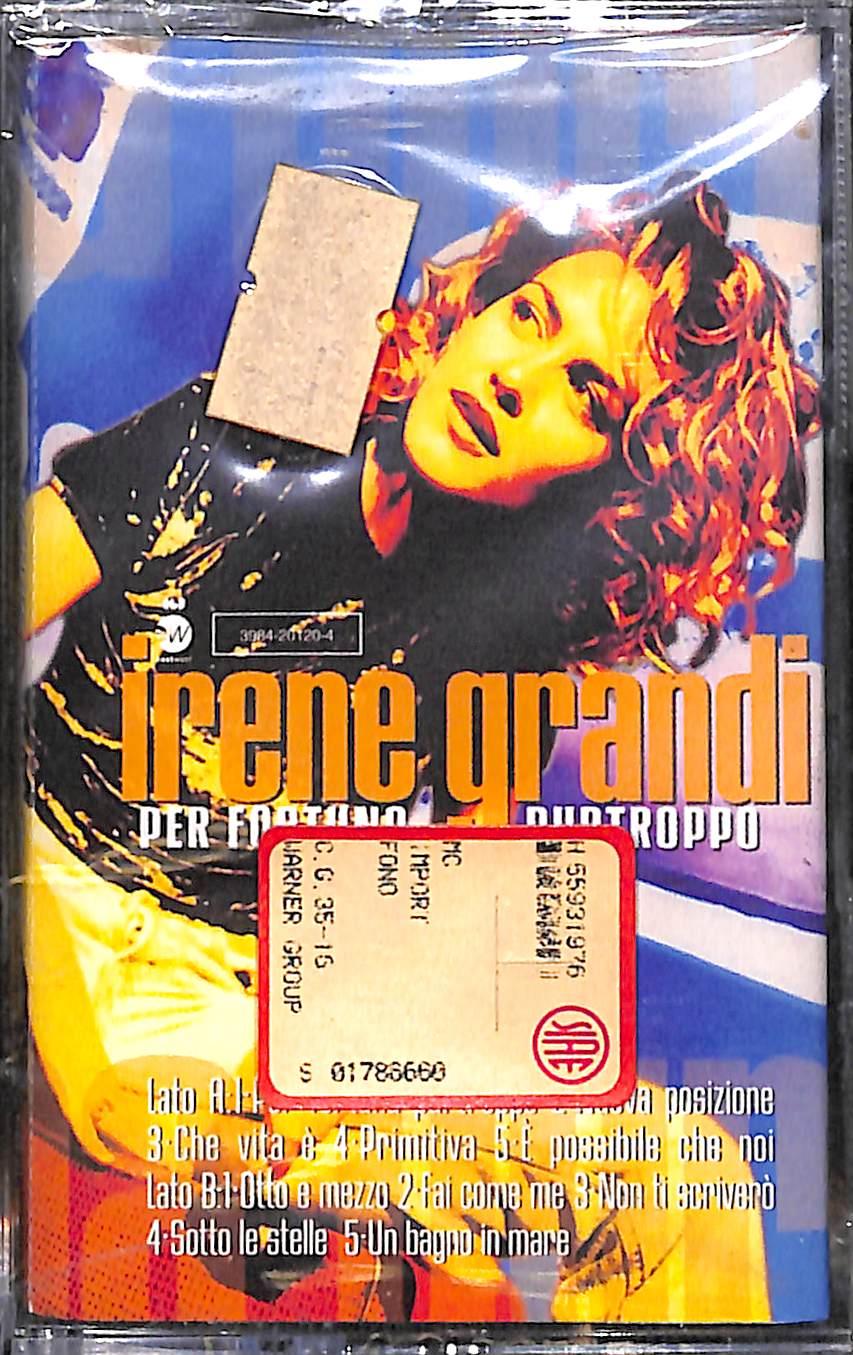 3984-20120-4
irene grandi
PER FORTUNA PURTROPPO
MC
IMPORT
FONO
C. G. 35-15
WARNER GROUP
H 65931976
SIAE
S 01786660
Lato A:1 posizione
3·Che vita è 4·Primitiva 5·È possibile che noi
Lato B:1·Otto e mezzo 2·Fai come me 3·Non ti scriverò
4·Sotto le stelle 5·Un bagno in mare